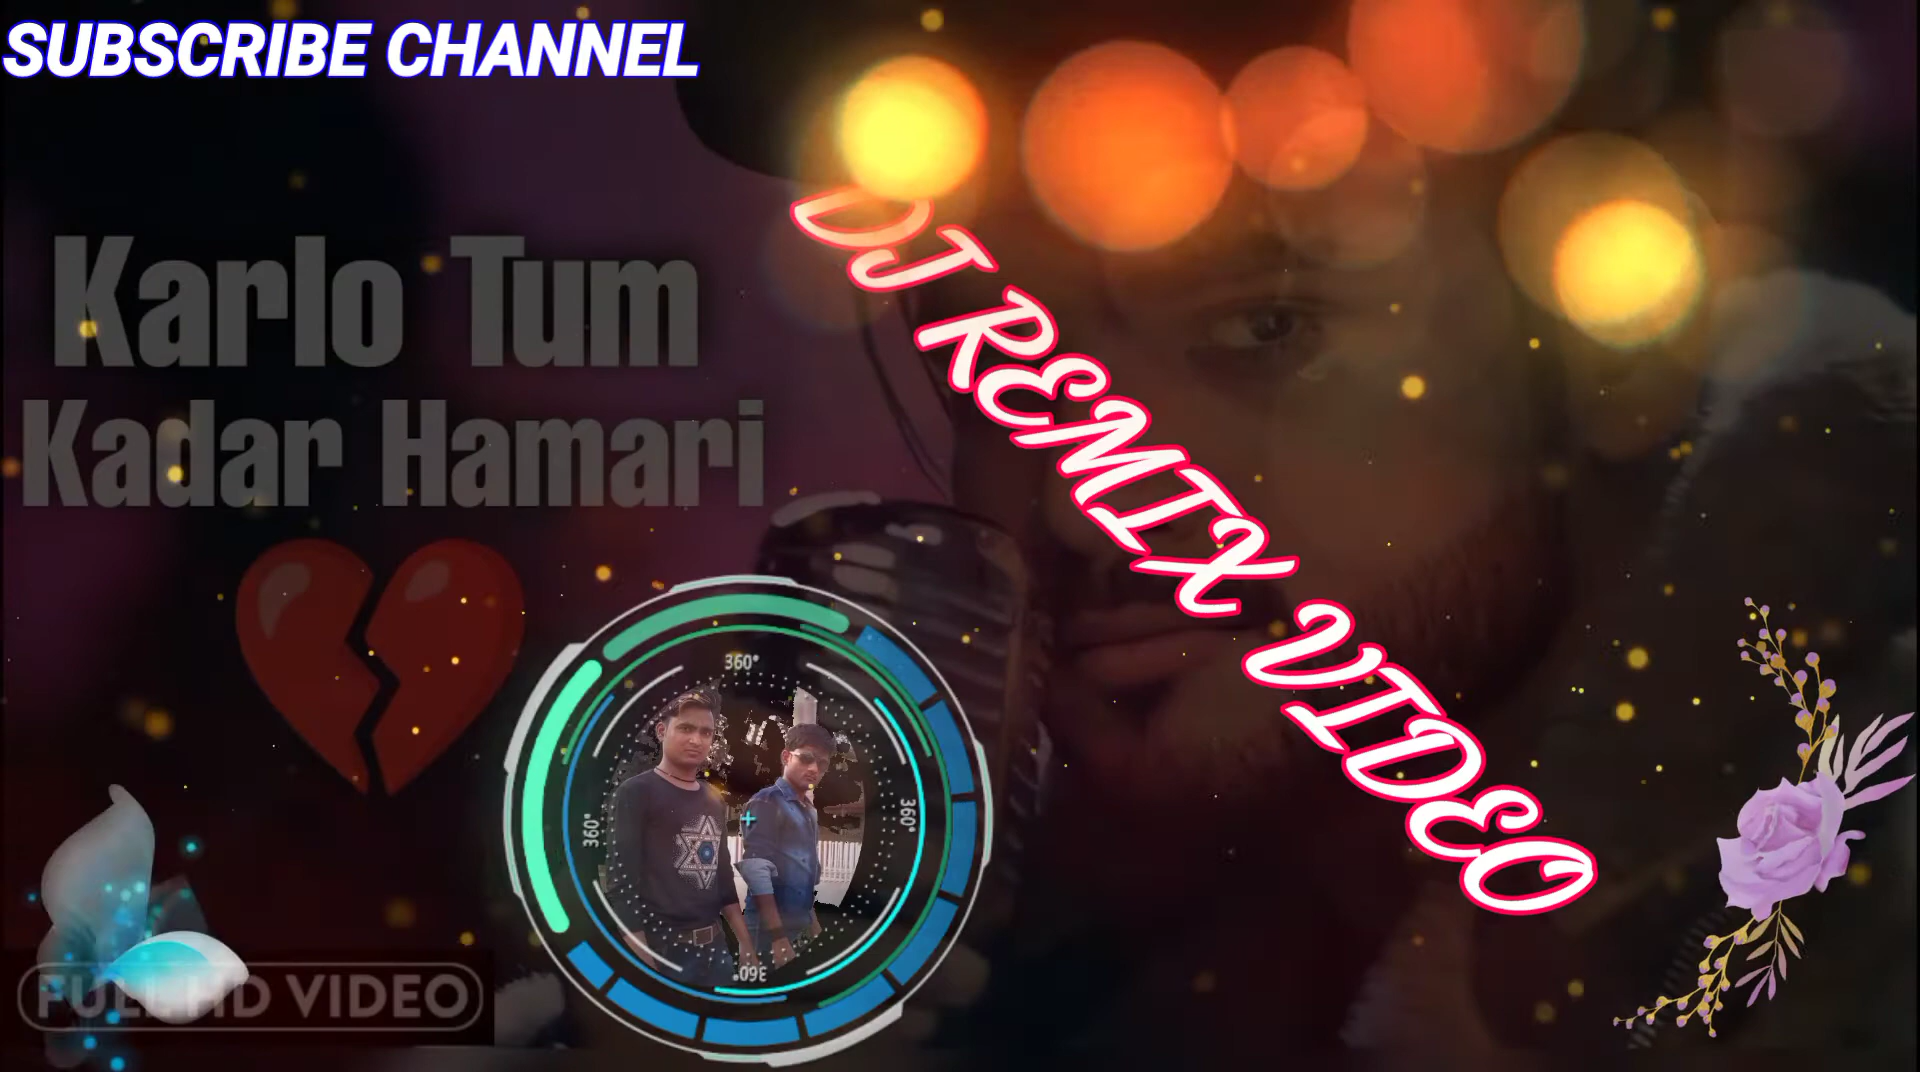 SUBSCRIBE CHANNEL
DJ REMIX VIDEO
Karlo Tum
Kadar Hamari
360°
360°
360°
360°
FULL HD VIDEO